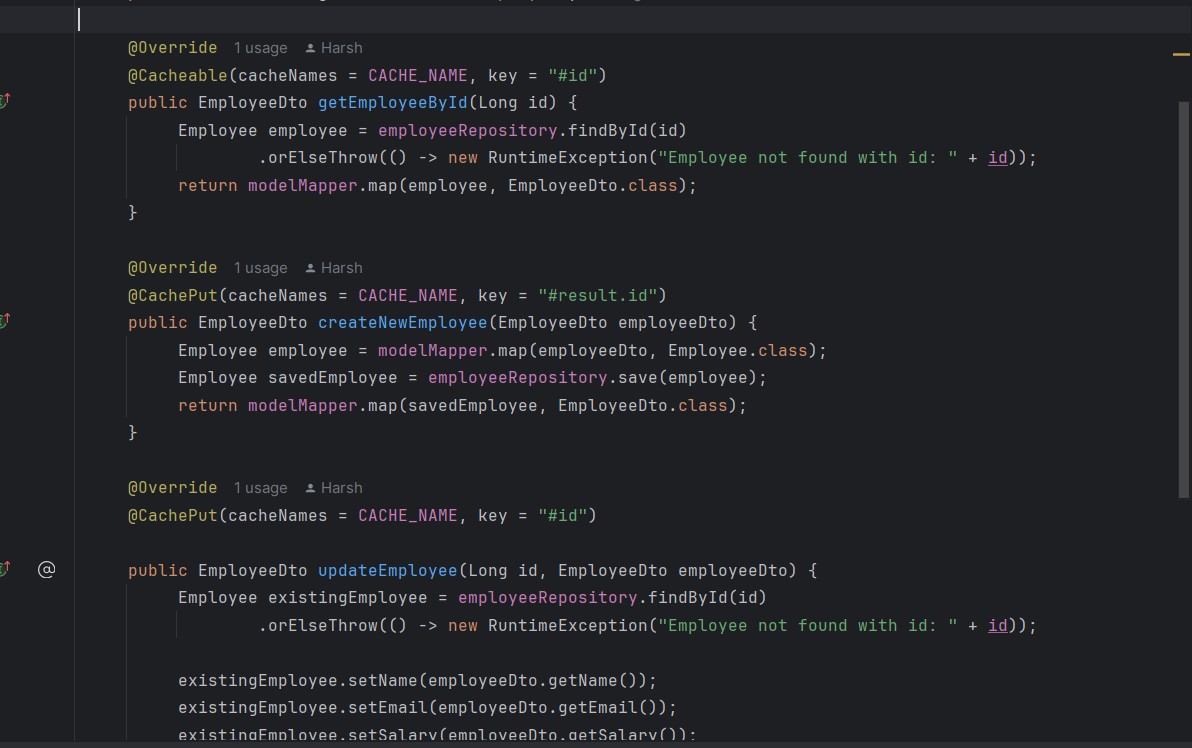 @Override 1 usage Harsh
@Cacheable(cacheNames = CACHE_NAME, key = "#id")
public EmployeeDto getEmployeeById(Long id) {
Employee employee = employeeRepository.findById(id)
.orElseThrow(() -> new RuntimeException("Employee not found with id: " + id));
return modelMapper.map(employee, EmployeeDto.class);
}
@Override 1 usage Harsh
@CachePut(cacheNames = CACHE_NAME, key = "#result.id")
public EmployeeDto createNewEmployee(EmployeeDto employeeDto) {
Employee employee = modelMapper.map(employeeDto, Employee.class);
Employee savedEmployee = employeeRepository.save(employee);
return modelMapper.map(savedEmployee, EmployeeDto.class);
}
@Override 1 usage Harsh
@CachePut(cacheNames = CACHE_NAME, key = "#id")
@ public EmployeeDto updateEmployee(Long id, EmployeeDto employeeDto) {
Employee existingEmployee = employeeRepository.findById(id)
.orElseThrow(() -> new RuntimeException("Employee not found with id: " + id));
existingEmployee.setName(employeeDto.getName());
existingEmployee.setEmail(employeeDto.getEmail());
existingEmployee.setSalary(employeeDto.getSalary());